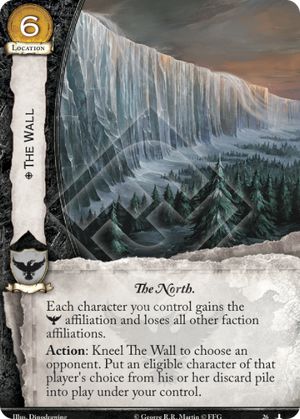 6
LOCATION
THE WALL
The North.
Each character you control gains the
affiliation and loses all other faction
affiliations.
Action: Kneel The Wall to choose an
opponent. Put an eligible character of that
player's choice from his or her discard pile
into play under your control.
Illus. Dinodrawing
© George R.R. Martin © FFG
26